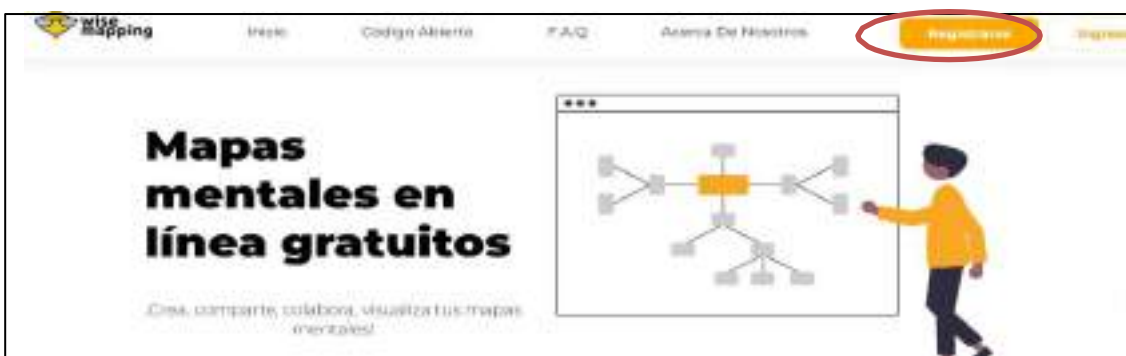 wise
mapping
Inicio Código Abierto F.A.Q Acerca De Nosotros Registrarse
Mapas
mentales en
línea gratuitos
¡Crea, comparte, colabora, visualiza tus mapas
mentales!